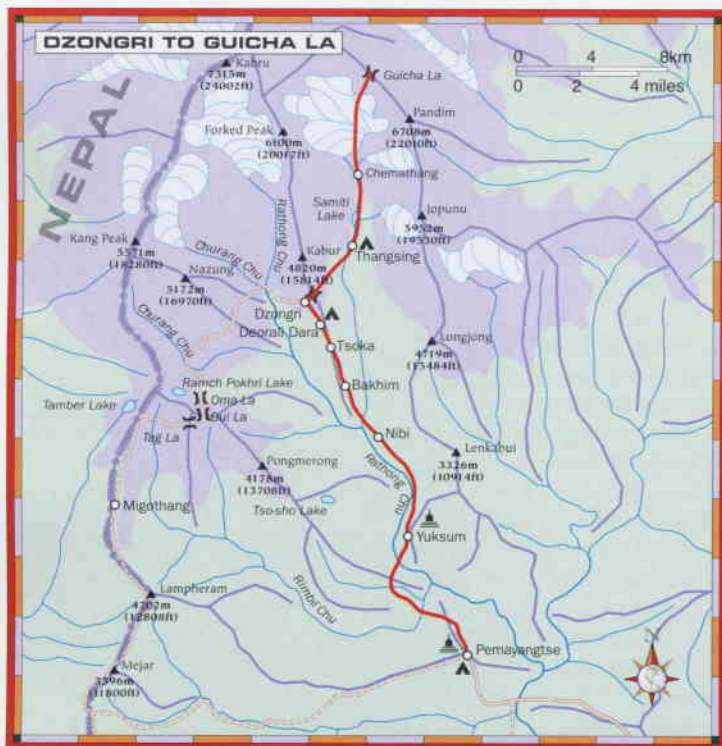 DZONGRI TO GUICHA LA
0 4 8km
0 2 4 miles
NEPAL
Kabru
7315m
(24002ft)
Guicha La
Forked Peak
6100m
(20017ft)
Pandim
6708m
(22010ft)
Chemathang
Samiti
Lake
Rathong Chu
Jopunu
5952m
(19530ft)
Kang Peak
5571m
(18280ft)
Churang Chu
Kabur
4820m
(15814ft)
Thangsing
Nazung
5172m
(16970ft)
Churang Chu
Dzongri
Deorali Dara
Tsoka
Longjong
4719m
(15484ft)
Ramch Pokhri Lake
Oma La
Bui La
Bakhim
Tamber Lake
Tag La
Nibi
Pongmerong
4178m
(13708ft)
Lenkabui
3326m
(10914ft)
Rathong Chu
Tso-sho Lake
Migothang
Yuksum
Rimbi Chu
Lampheram
4202m
(12808ft)
Pemayangtse
Mejar
3596m
(11800ft)
N